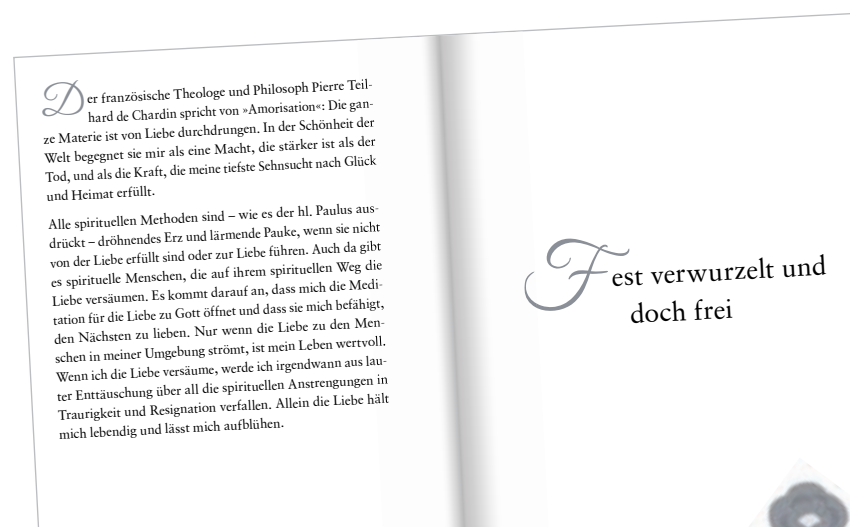 Der französische Theologe und Philosoph Pierre Teil-
hard de Chardin spricht von »Amorisation«: Die gan-
ze Materie ist von Liebe durchdrungen. In der Schönheit der
Welt begegnet sie mir als eine Macht, die stärker ist als der
Tod, und als die Kraft, die meine tiefste Sehnsucht nach Glück
und Heimat erfüllt.
Alle spirituellen Methoden sind – wie es der hl. Paulus aus-
drückt – dröhnendes Erz und lärmende Pauke, wenn sie nicht
von der Liebe erfüllt sind oder zur Liebe führen. Auch da gibt
es spirituelle Menschen, die auf ihrem spirituellen Weg die
Liebe versäumen. Es kommt darauf an, dass mich die Medi-
tation für die Liebe zu Gott öffnet und dass sie mich befähigt,
den Nächsten zu lieben. Nur wenn die Liebe zu den Men-
schen in meiner Umgebung strömt, ist mein Leben wertvoll.
Wenn ich die Liebe versäume, werde ich irgendwann aus lau-
ter Enttäuschung über all die spirituellen Anstrengungen in
Traurigkeit und Resignation verfallen. Allein die Liebe hält
mich lebendig und lässt mich aufblühen.
Fest verwurzelt und
doch frei